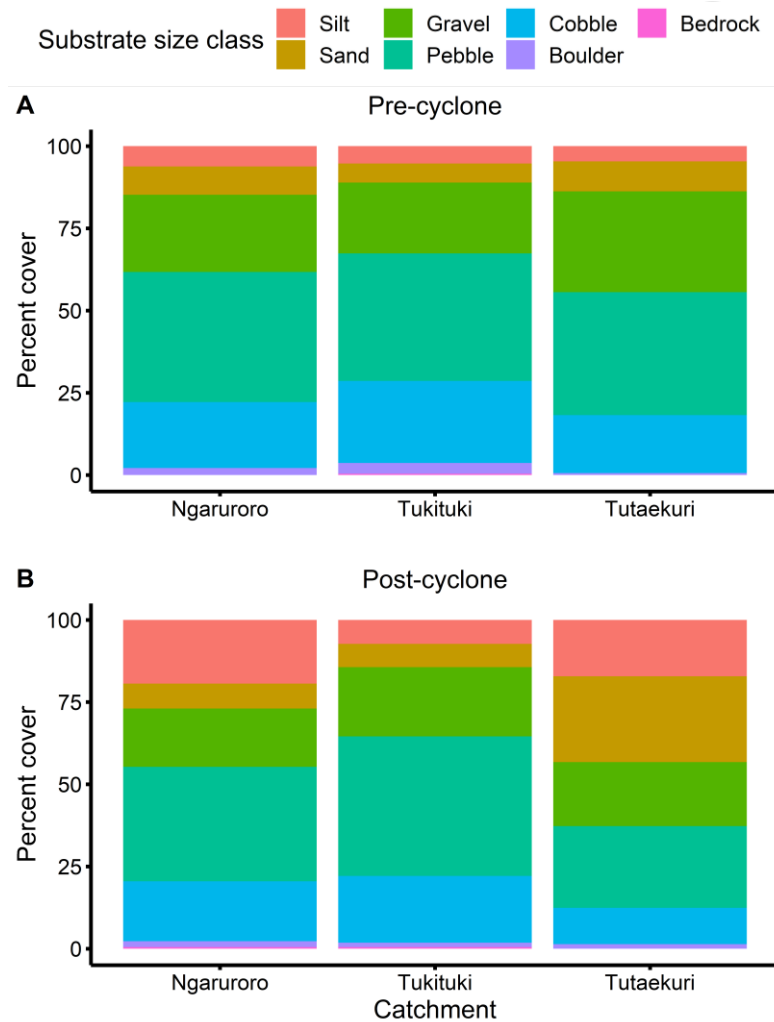 Substrate size class
Silt Gravel Cobble Bedrock
Sand Pebble Boulder
A
Pre-cyclone
100
75
50
25
0
Percent cover
Ngaruroro Tukituki Tutaekuri
B
Post-cyclone
100
75
50
25
0
Percent cover
Ngaruroro Tukituki Tutaekuri
Catchment